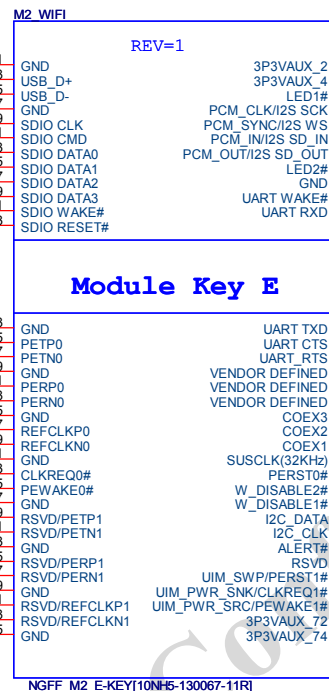 M2_WIFI
REV=1
GND 3P3VAUX_2
USB_D+ 3P3VAUX_4
USB_D- LED1#
GND PCM_CLK/I2S SCK
SDIO CLK PCM_SYNC/I2S WS
SDIO CMD PCM_IN/I2S SD_IN
SDIO DATA0 PCM_OUT/I2S SD_OUT
SDIO DATA1 LED2#
SDIO DATA2 GND
SDIO DATA3 UART WAKE#
SDIO WAKE# UART RXD
SDIO RESET#
Module Key E
GND UART TXD
PETP0 UART CTS
PETN0 UART_RTS
GND VENDOR DEFINED
PERP0 VENDOR DEFINED
PERN0 VENDOR DEFINED
GND COEX3
REFCLKP0 COEX2
REFCLKN0 COEX1
GND SUSCLK(32KHz)
CLKREQ0# PERST0#
PEWAKE0# W_DISABLE2#
GND W_DISABLE1#
RSVD/PETP1 I2C_DATA
RSVD/PETN1 I2C_CLK
GND ALERT#
RSVD/PERP1 RSVD
RSVD/PERN1 UIM_SWP/PERST1#
GND UIM_PWR_SNK/CLKREQ1#
RSVD/REFCLKP1 UIM_PWR_SRC/PEWAKE1#
RSVD/REFCLKN1 3P3VAUX_72
GND 3P3VAUX_74
NGFF_M2_E-KEY[10NH5-130067-11R]